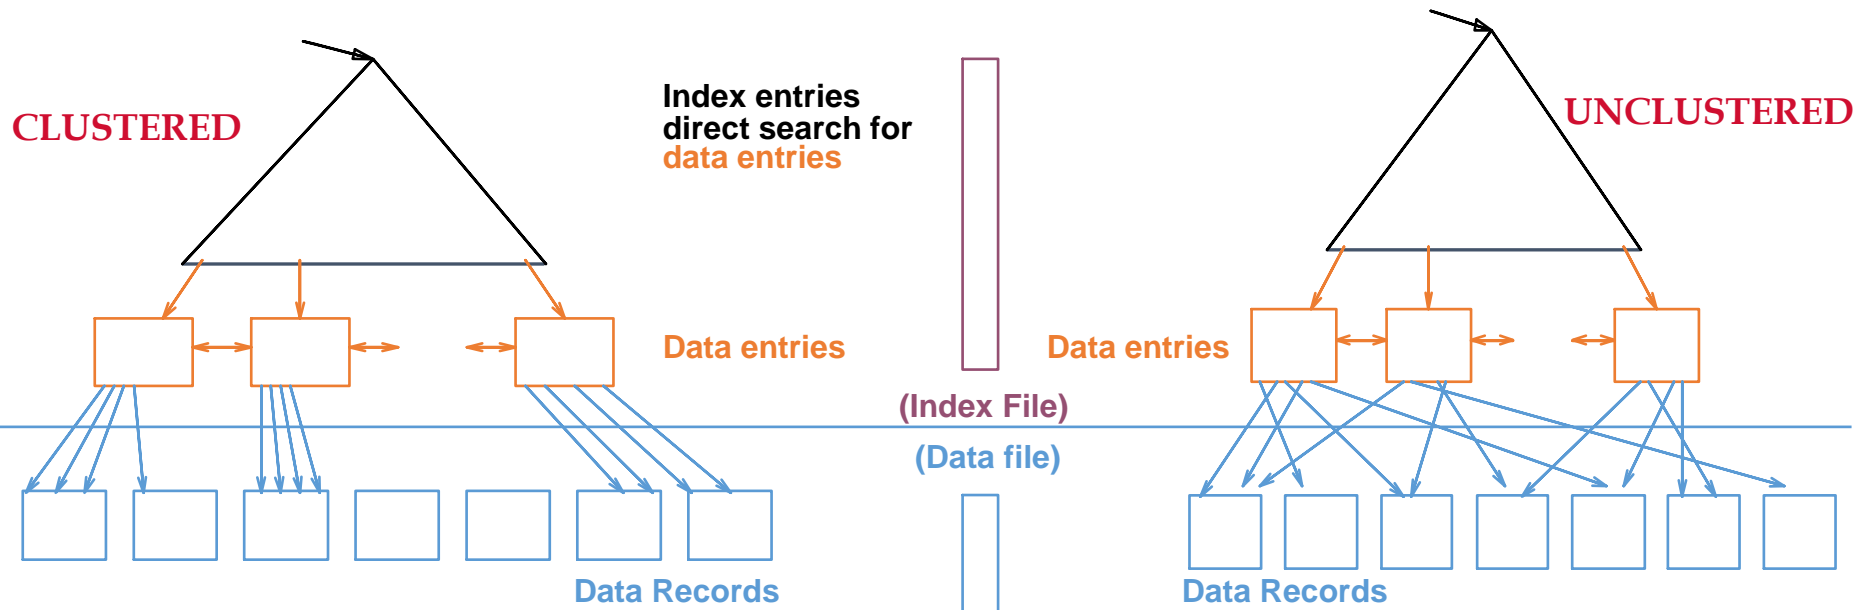 CLUSTERED
Index entries
direct search for
data entries
UNCLUSTERED
Data entries
Data entries
(Index File)
(Data file)
Data Records
Data Records